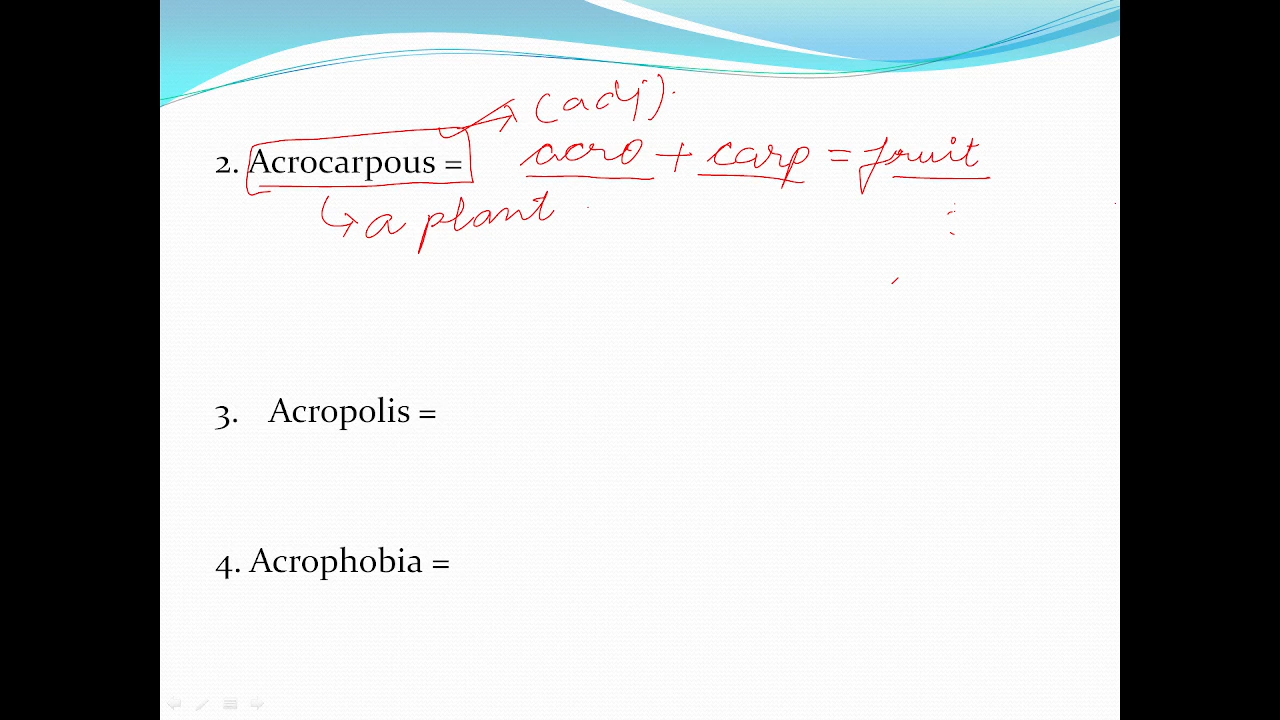 (adj).
2. Acrocarpous = acro + carp = fruit
a plant
3. Acropolis =
4. Acrophobia =